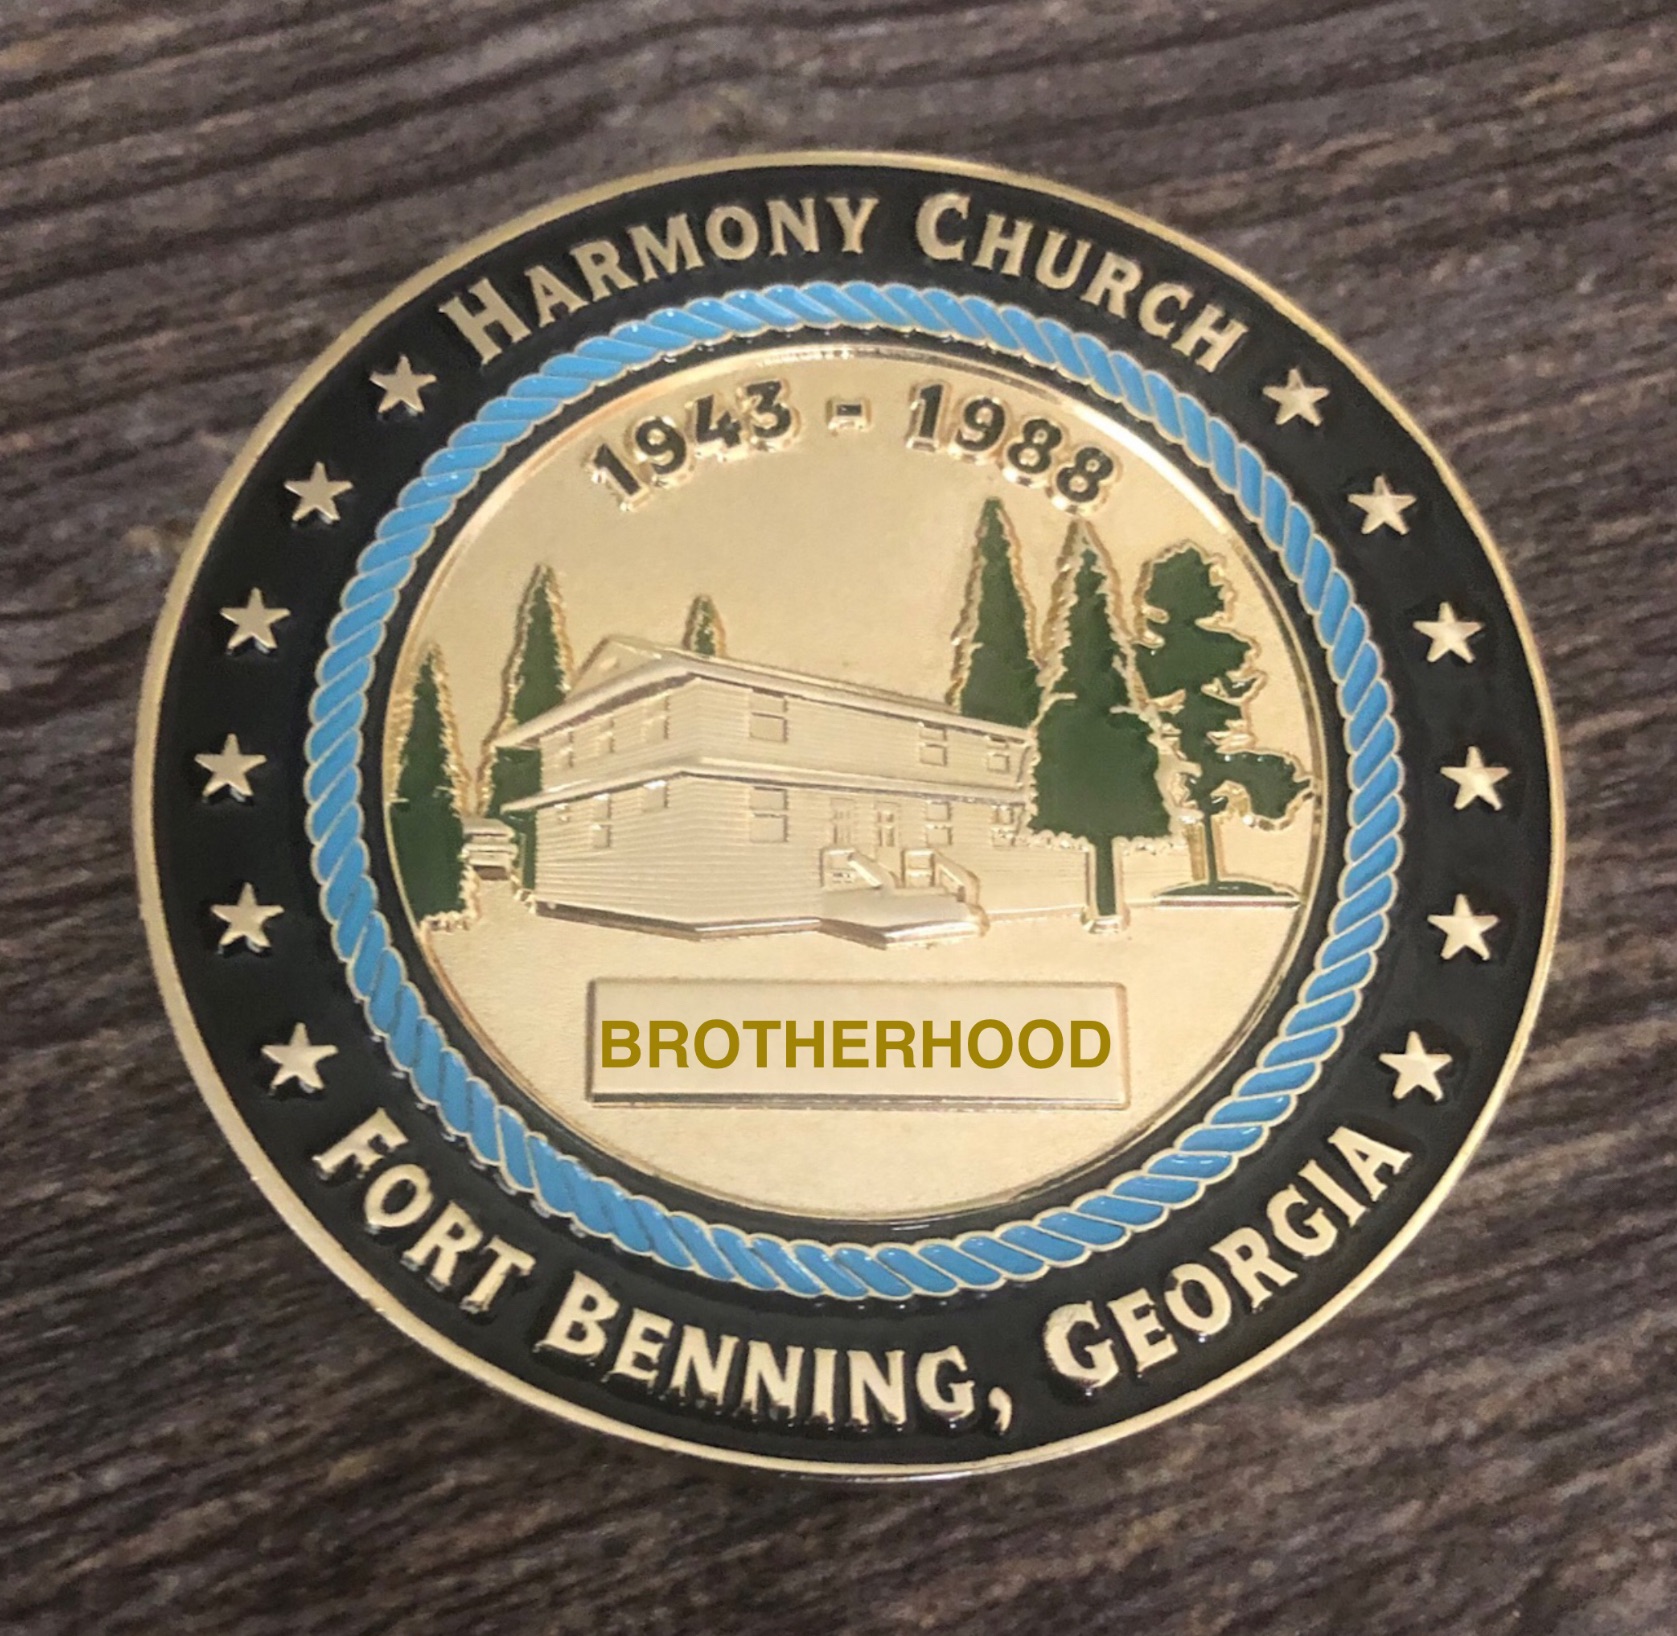 HARMONY CHURCH
1943 - 1988
BROTHERHOOD
FORT BENNING, GEORGIA